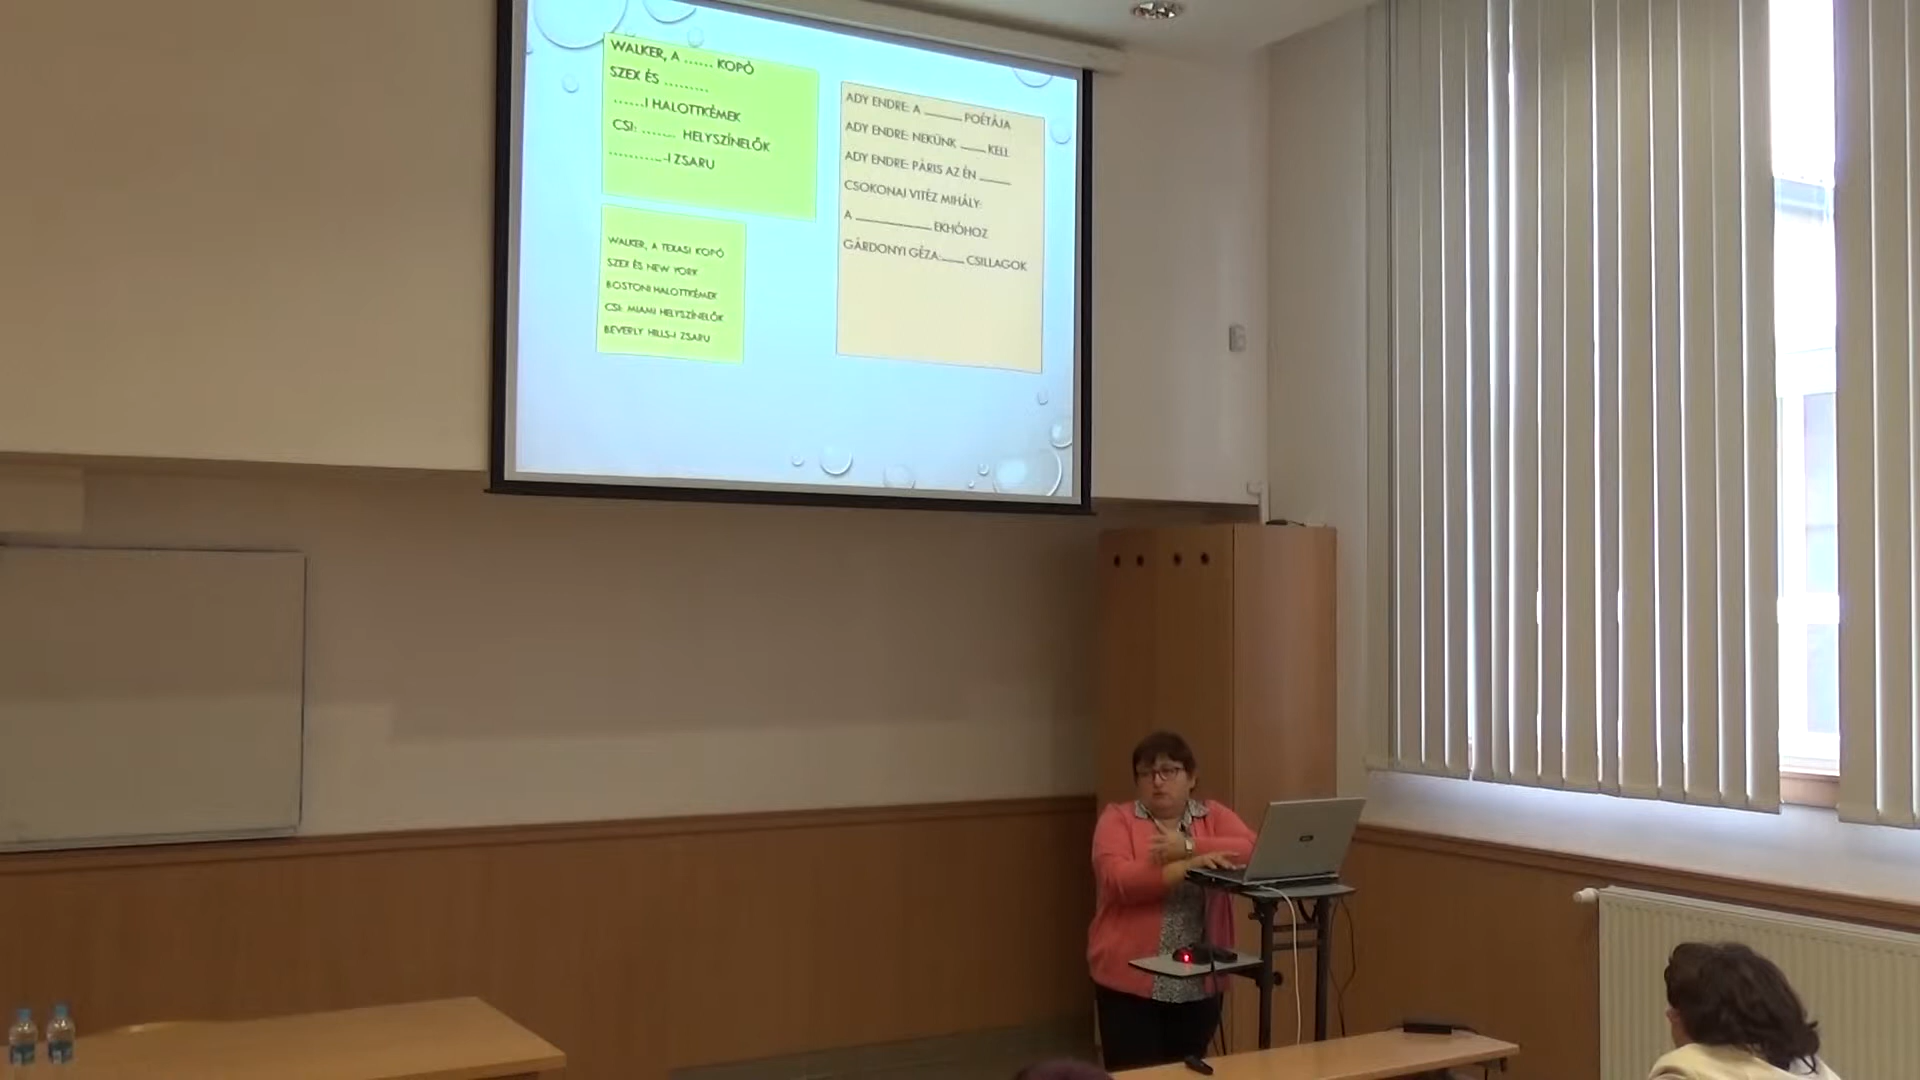 WALKER, A ...... KOPÓ
SZEX ÉS .........
......I HALOTTKÉMEK
CSI: ....... HELYSZÍNELŐK
...........-I ZSARU
WALKER, A TEXASI KOPÓ
SZEX ÉS NEW YORK
BOSTONI HALOTTKÉMEK
CSI: MIAMI HELYSZÍNELŐK
BEVERLY HILLS-I ZSARU
ADY ENDRE: A ______ POÉTÁJA
ADY ENDRE: NEKÜNK ____ KELL
ADY ENDRE: PÁRIS AZ ÉN _____
CSOKONAI VITÉZ MIHÁLY:
A ____________ EKHÓHOZ
GÁRDONYI GÉZA:____ CSILLAGOK